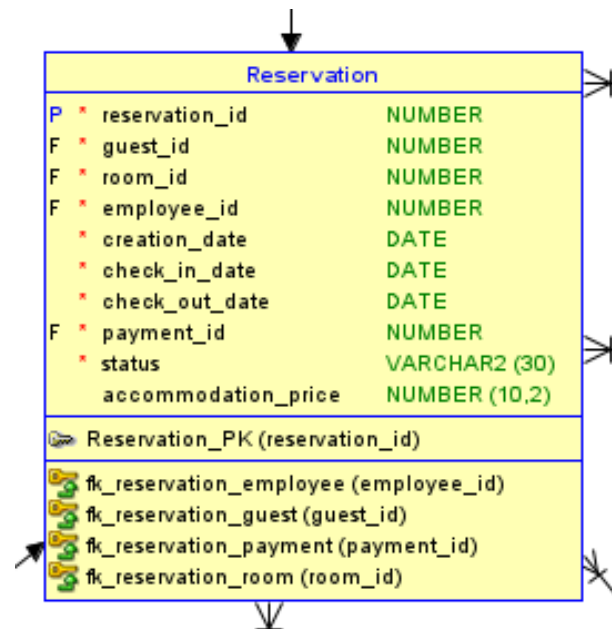 Reservation
P * reservation_id NUMBER
F * guest_id NUMBER
F * room_id NUMBER
F * employee_id NUMBER
* creation_date DATE
* check_in_date DATE
* check_out_date DATE
F * payment_id NUMBER
* status VARCHAR2 (30)
accommodation_price NUMBER (10,2)
Reservation_PK (reservation_id)
fk_reservation_employee (employee_id)
fk_reservation_guest (guest_id)
fk_reservation_payment (payment_id)
fk_reservation_room (room_id)